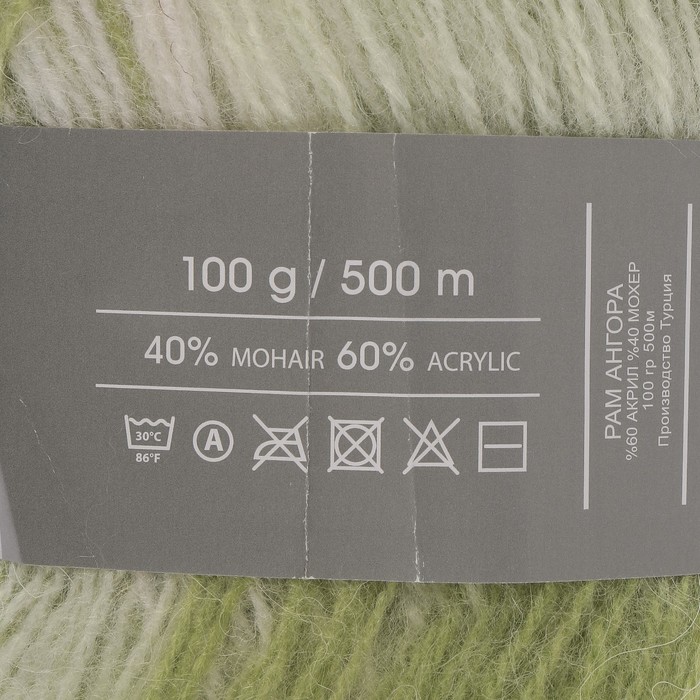 100 g / 500 m
40% MOHAIR 60% ACRYLIC
30°C
86°F
A
РАМ АНГОРА
%60 АКРИЛ %40 МОХЕР
100 гр 500м
Производство Турция